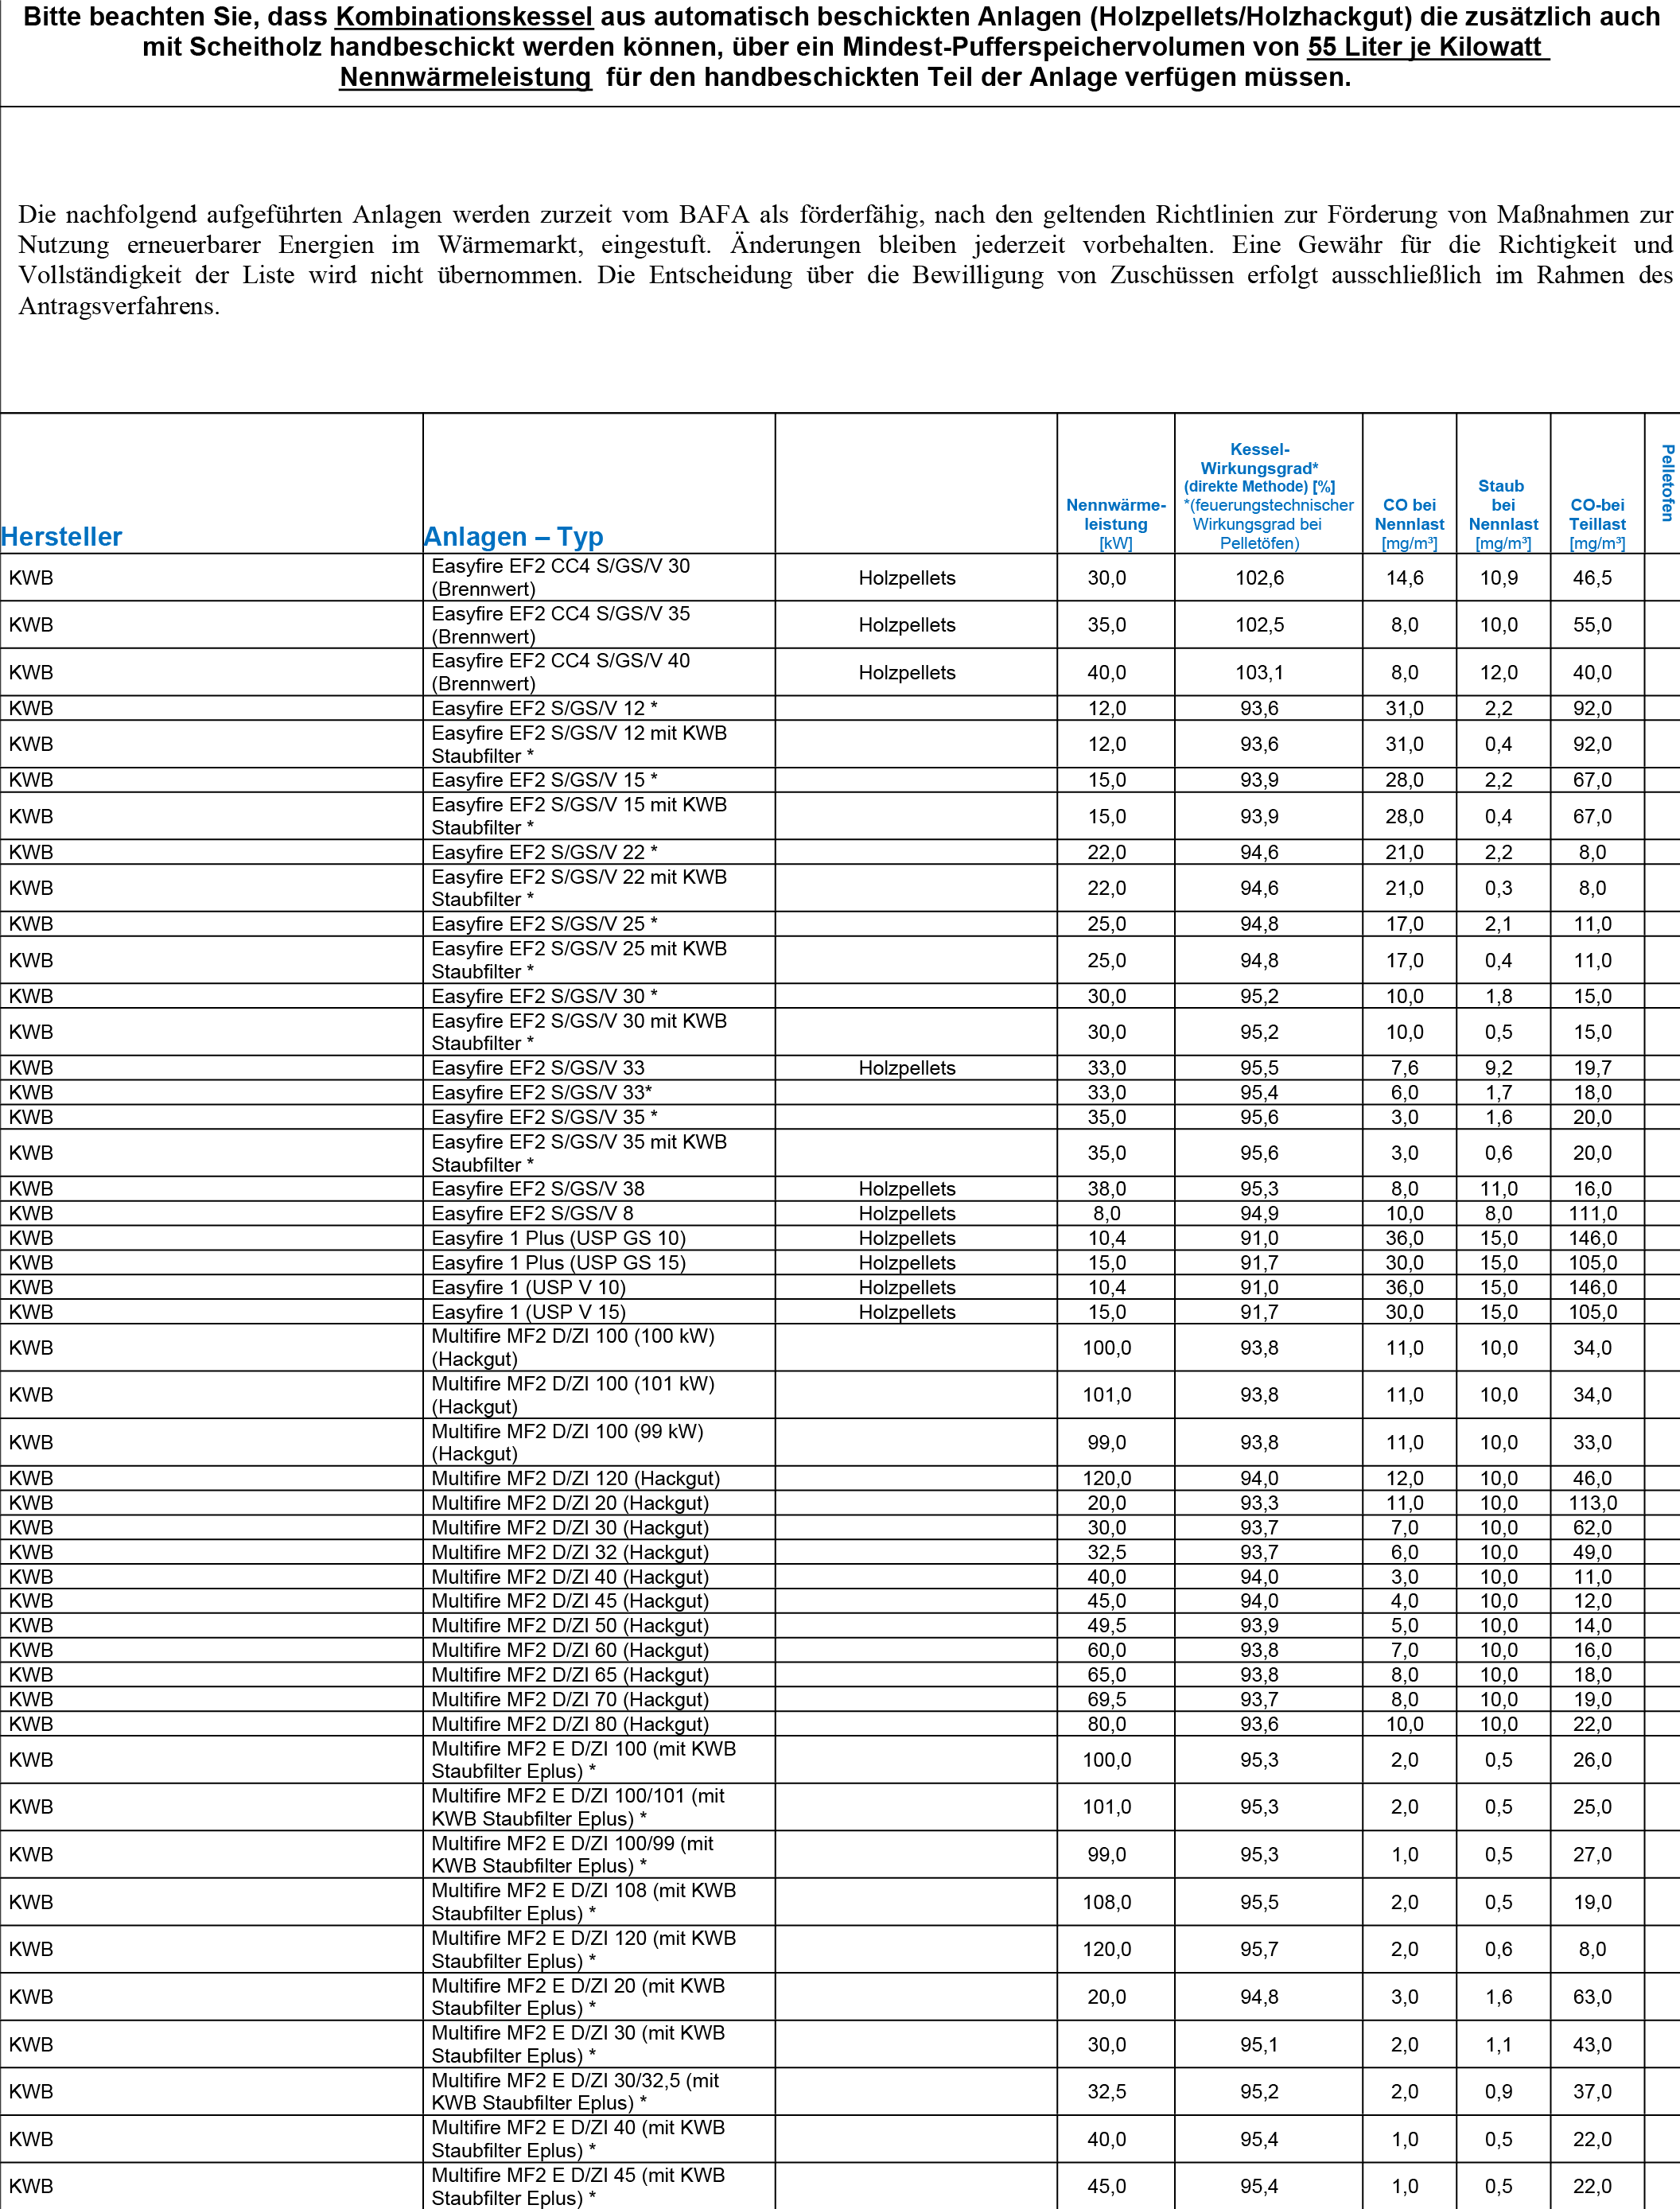 Bitte beachten Sie, dass Kombinationskessel aus automatisch beschickten Anlagen (Holzpellets/Holzhackgut) die zusätzlich auch
mit Scheitholz handbeschickt werden können, über ein Mindest-Pufferspeichervolumen von 55 Liter je Kilowatt
Nennwärmeleistung für den handbeschickten Teil der Anlage verfügen müssen.
Die nachfolgend aufgeführten Anlagen werden zurzeit vom BAFA als förderfähig, nach den geltenden Richtlinien zur Förderung von Maßnahmen zur
Nutzung erneuerbarer Energien im Wärmemarkt, eingestuft. Änderungen bleiben jederzeit vorbehalten. Eine Gewähr für die Richtigkeit und
Vollständigkeit der Liste wird nicht übernommen. Die Entscheidung über die Bewilligung von Zuschüssen erfolgt ausschließlich im Rahmen des
Antragsverfahrens.
Hersteller
Anlagen – Typ
Nennwärme-
leistung
[kW]
Kessel-
Wirkungsgrad*
(direkte Methode) [%]
*(feuerungstechnischer
Wirkungsgrad bei
Pelletöfen)
CO bei
Nennlast
[mg/m³]
Staub
bei
Nennlast
[mg/m³]
CO-bei
Teillast
[mg/m³]
Pelletofen
KWB Easyfire EF2 CC4 S/GS/V 30
(Brennwert) Holzpellets 30,0 102,6 14,6 10,9 46,5
KWB Easyfire EF2 CC4 S/GS/V 35
(Brennwert) Holzpellets 35,0 102,5 8,0 10,0 55,0
KWB Easyfire EF2 CC4 S/GS/V 40
(Brennwert) Holzpellets 40,0 103,1 8,0 12,0 40,0
KWB Easyfire EF2 S/GS/V 12 * 12,0 93,6 31,0 2,2 92,0
KWB Easyfire EF2 S/GS/V 12 mit KWB
Staubfilter * 12,0 93,6 31,0 0,4 92,0
KWB Easyfire EF2 S/GS/V 15 * 15,0 93,9 28,0 2,2 67,0
KWB Easyfire EF2 S/GS/V 15 mit KWB
Staubfilter * 15,0 93,9 28,0 0,4 67,0
KWB Easyfire EF2 S/GS/V 22 * 22,0 94,6 21,0 2,2 8,0
KWB Easyfire EF2 S/GS/V 22 mit KWB
Staubfilter * 22,0 94,6 21,0 0,3 8,0
KWB Easyfire EF2 S/GS/V 25 * 25,0 94,8 17,0 2,1 11,0
KWB Easyfire EF2 S/GS/V 25 mit KWB
Staubfilter * 25,0 94,8 17,0 0,4 11,0
KWB Easyfire EF2 S/GS/V 30 * 30,0 95,2 10,0 1,8 15,0
KWB Easyfire EF2 S/GS/V 30 mit KWB
Staubfilter * 30,0 95,2 10,0 0,5 15,0
KWB Easyfire EF2 S/GS/V 33 Holzpellets 33,0 95,5 7,6 9,2 19,7
KWB Easyfire EF2 S/GS/V 33* 33,0 95,4 6,0 1,7 18,0
KWB Easyfire EF2 S/GS/V 35 * 35,0 95,6 3,0 1,6 20,0
KWB Easyfire EF2 S/GS/V 35 mit KWB
Staubfilter * 35,0 95,6 3,0 0,6 20,0
KWB Easyfire EF2 S/GS/V 38 Holzpellets 38,0 95,3 8,0 11,0 16,0
KWB Easyfire EF2 S/GS/V 8 Holzpellets 8,0 94,9 10,0 8,0 111,0
KWB Easyfire 1 Plus (USP GS 10) Holzpellets 10,4 91,0 36,0 15,0 146,0
KWB Easyfire 1 Plus (USP GS 15) Holzpellets 15,0 91,7 30,0 15,0 105,0
KWB Easyfire 1 (USP V 10) Holzpellets 10,4 91,0 36,0 15,0 146,0
KWB Easyfire 1 (USP V 15) Holzpellets 15,0 91,7 30,0 15,0 105,0
KWB Multifire MF2 D/ZI 100 (100 kW)
(Hackgut) 100,0 93,8 11,0 10,0 34,0
KWB Multifire MF2 D/ZI 100 (101 kW)
(Hackgut) 101,0 93,8 11,0 10,0 34,0
KWB Multifire MF2 D/ZI 100 (99 kW)
(Hackgut) 99,0 93,8 11,0 10,0 33,0
KWB Multifire MF2 D/ZI 120 (Hackgut) 120,0 94,0 12,0 10,0 46,0
KWB Multifire MF2 D/ZI 20 (Hackgut) 20,0 93,3 11,0 10,0 113,0
KWB Multifire MF2 D/ZI 30 (Hackgut) 30,0 93,7 7,0 10,0 62,0
KWB Multifire MF2 D/ZI 32 (Hackgut) 32,5 93,7 6,0 10,0 49,0
KWB Multifire MF2 D/ZI 40 (Hackgut) 40,0 94,0 3,0 10,0 11,0
KWB Multifire MF2 D/ZI 45 (Hackgut) 45,0 94,0 4,0 10,0 12,0
KWB Multifire MF2 D/ZI 50 (Hackgut) 49,5 93,9 5,0 10,0 14,0
KWB Multifire MF2 D/ZI 60 (Hackgut) 60,0 93,8 7,0 10,0 16,0
KWB Multifire MF2 D/ZI 65 (Hackgut) 65,0 93,8 8,0 10,0 18,0
KWB Multifire MF2 D/ZI 70 (Hackgut) 69,5 93,7 8,0 10,0 19,0
KWB Multifire MF2 D/ZI 80 (Hackgut) 80,0 93,6 10,0 10,0 22,0
KWB Multifire MF2 E D/ZI 100 (mit KWB
Staubfilter Eplus) * 100,0 95,3 2,0 0,5 26,0
KWB Multifire MF2 E D/ZI 100/101 (mit
KWB Staubfilter Eplus) * 101,0 95,3 2,0 0,5 25,0
KWB Multifire MF2 E D/ZI 100/99 (mit
KWB Staubfilter Eplus) * 99,0 95,3 1,0 0,5 27,0
KWB Multifire MF2 E D/ZI 108 (mit KWB
Staubfilter Eplus) * 108,0 95,5 2,0 0,5 19,0
KWB Multifire MF2 E D/ZI 120 (mit KWB
Staubfilter Eplus) * 120,0 95,7 2,0 0,6 8,0
KWB Multifire MF2 E D/ZI 20 (mit KWB
Staubfilter Eplus) * 20,0 94,8 3,0 1,6 63,0
KWB Multifire MF2 E D/ZI 30 (mit KWB
Staubfilter Eplus) * 30,0 95,1 2,0 1,1 43,0
KWB Multifire MF2 E D/ZI 30/32,5 (mit
KWB Staubfilter Eplus) * 32,5 95,2 2,0 0,9 37,0
KWB Multifire MF2 E D/ZI 40 (mit KWB
Staubfilter Eplus) * 40,0 95,4 1,0 0,5 22,0
KWB Multifire MF2 E D/ZI 45 (mit KWB
Staubfilter Eplus) * 45,0 95,4 1,0 0,5 22,0